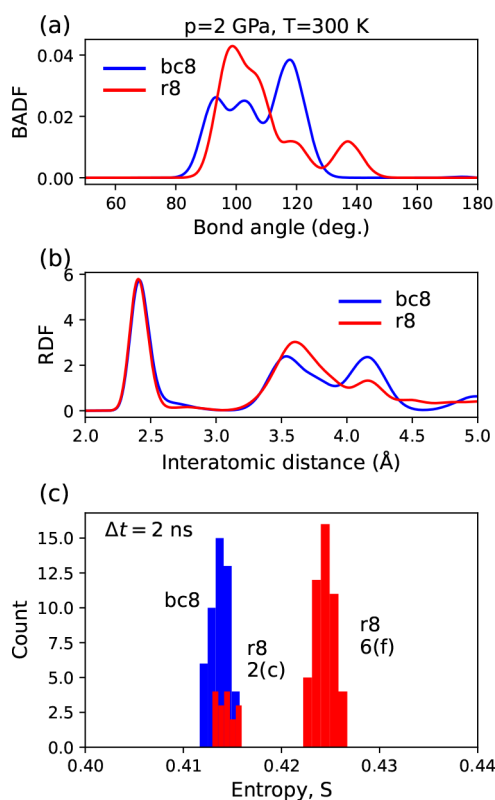 (a)
p=2 GPa, T=300 K
bc8
r8
BADF
0.04
0.02
0.00
60 80 100 120 140 160 180
Bond angle (deg.)
(b)
bc8
r8
RDF
6
4
2
0
2.0 2.5 3.0 3.5 4.0 4.5 5.0
Interatomic distance (Å)
(c)
Δt = 2 ns
bc8
r8
2(c)
r8
6(f)
Count
15.0
12.5
10.0
7.5
5.0
2.5
0.0
0.40 0.41 0.42 0.43 0.44
Entropy, S